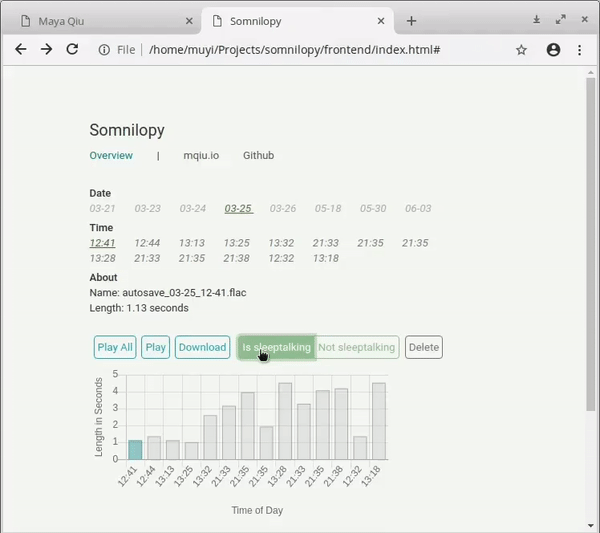 Maya Qiu
Somnilopy
File | /home/muyi/Projects/somnilopy/frontend/index.html#
Somnilopy
Overview | mqiu.io Github
Date
03-21 03-23 03-24 03-25 03-26 05-18 05-30 06-03
Time
12:41 12:44 13:13 13:25 13:32 21:33 21:35 21:35
13:28 21:33 21:35 21:38 12:32 13:18
About
Name: autosave_03-25_12-41.flac
Length: 1.13 seconds
Play All Play Download Is sleeptalking Not sleeptalking Delete
Length in Seconds
5
4
3
2
1
0
12:41 12:44 13:13 13:25 13:32 21:33 21:35 21:35 13:28 21:33 21:35 21:38 12:32 13:18
Time of Day